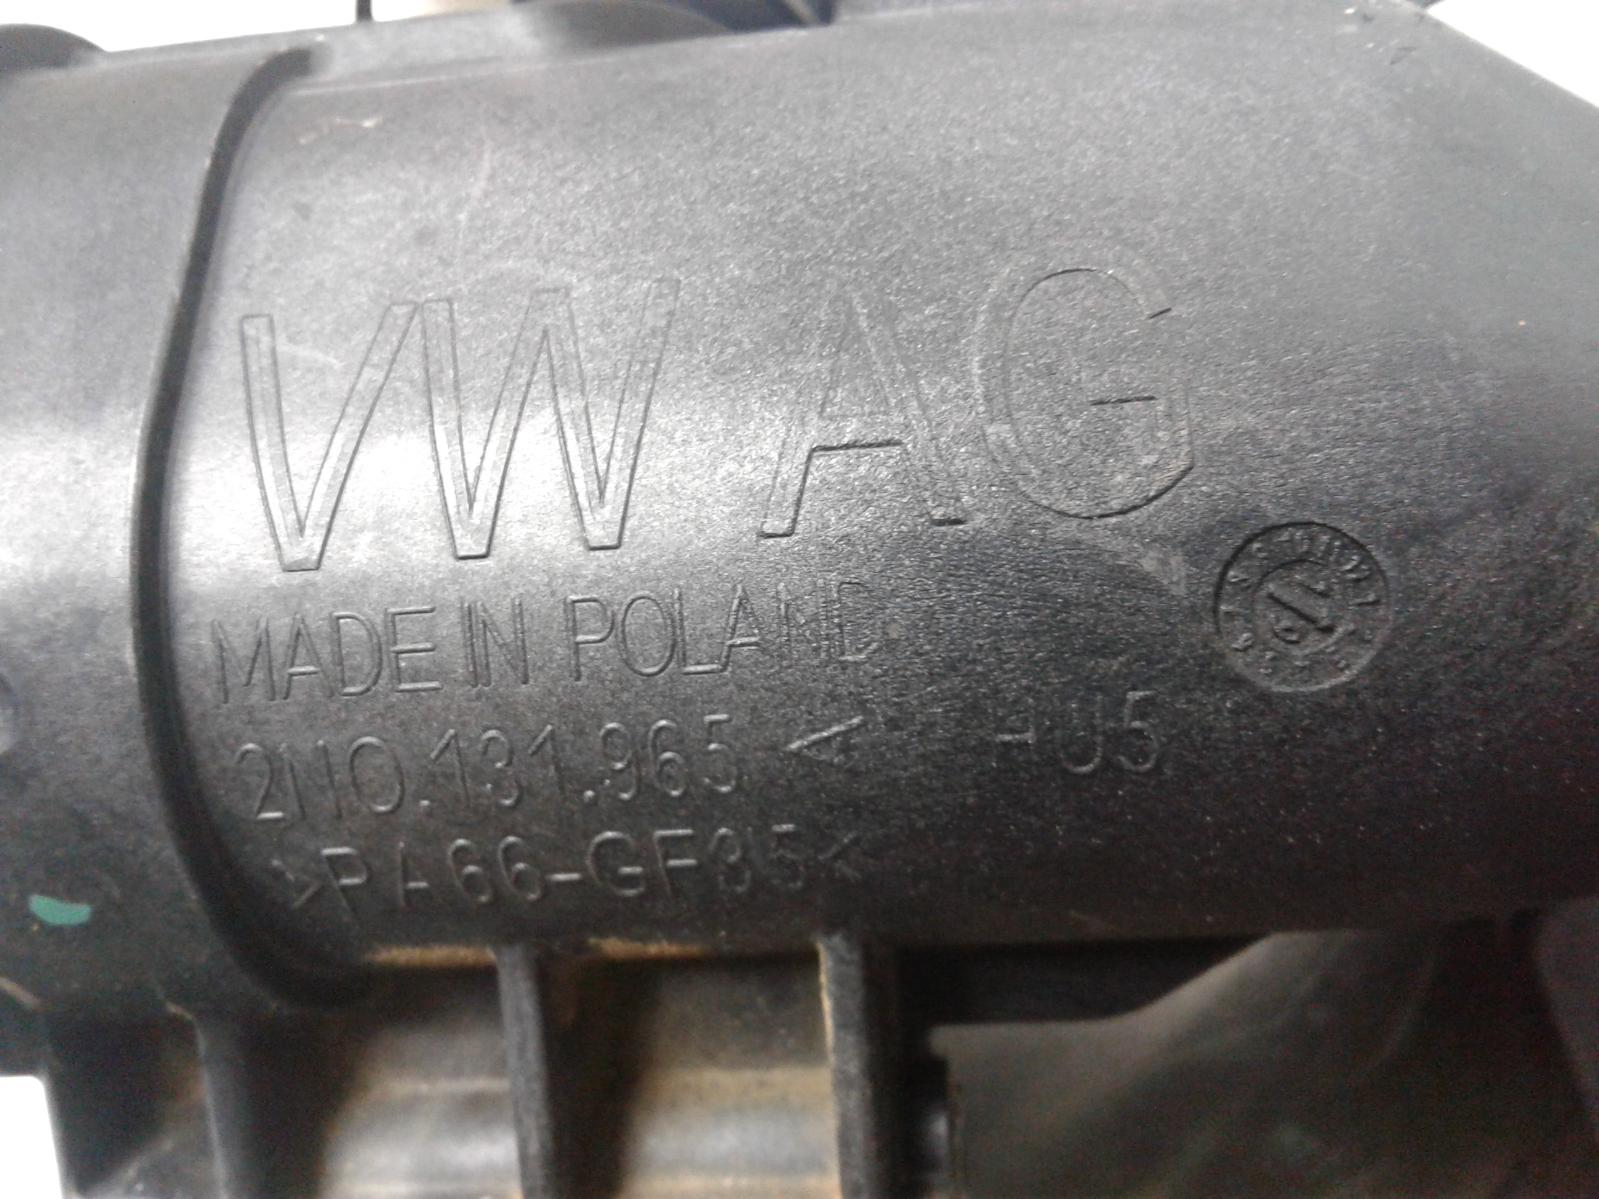 VW AG
MADE IN POLAND
2N0.131.965 A HU5
>PA66-GF35<